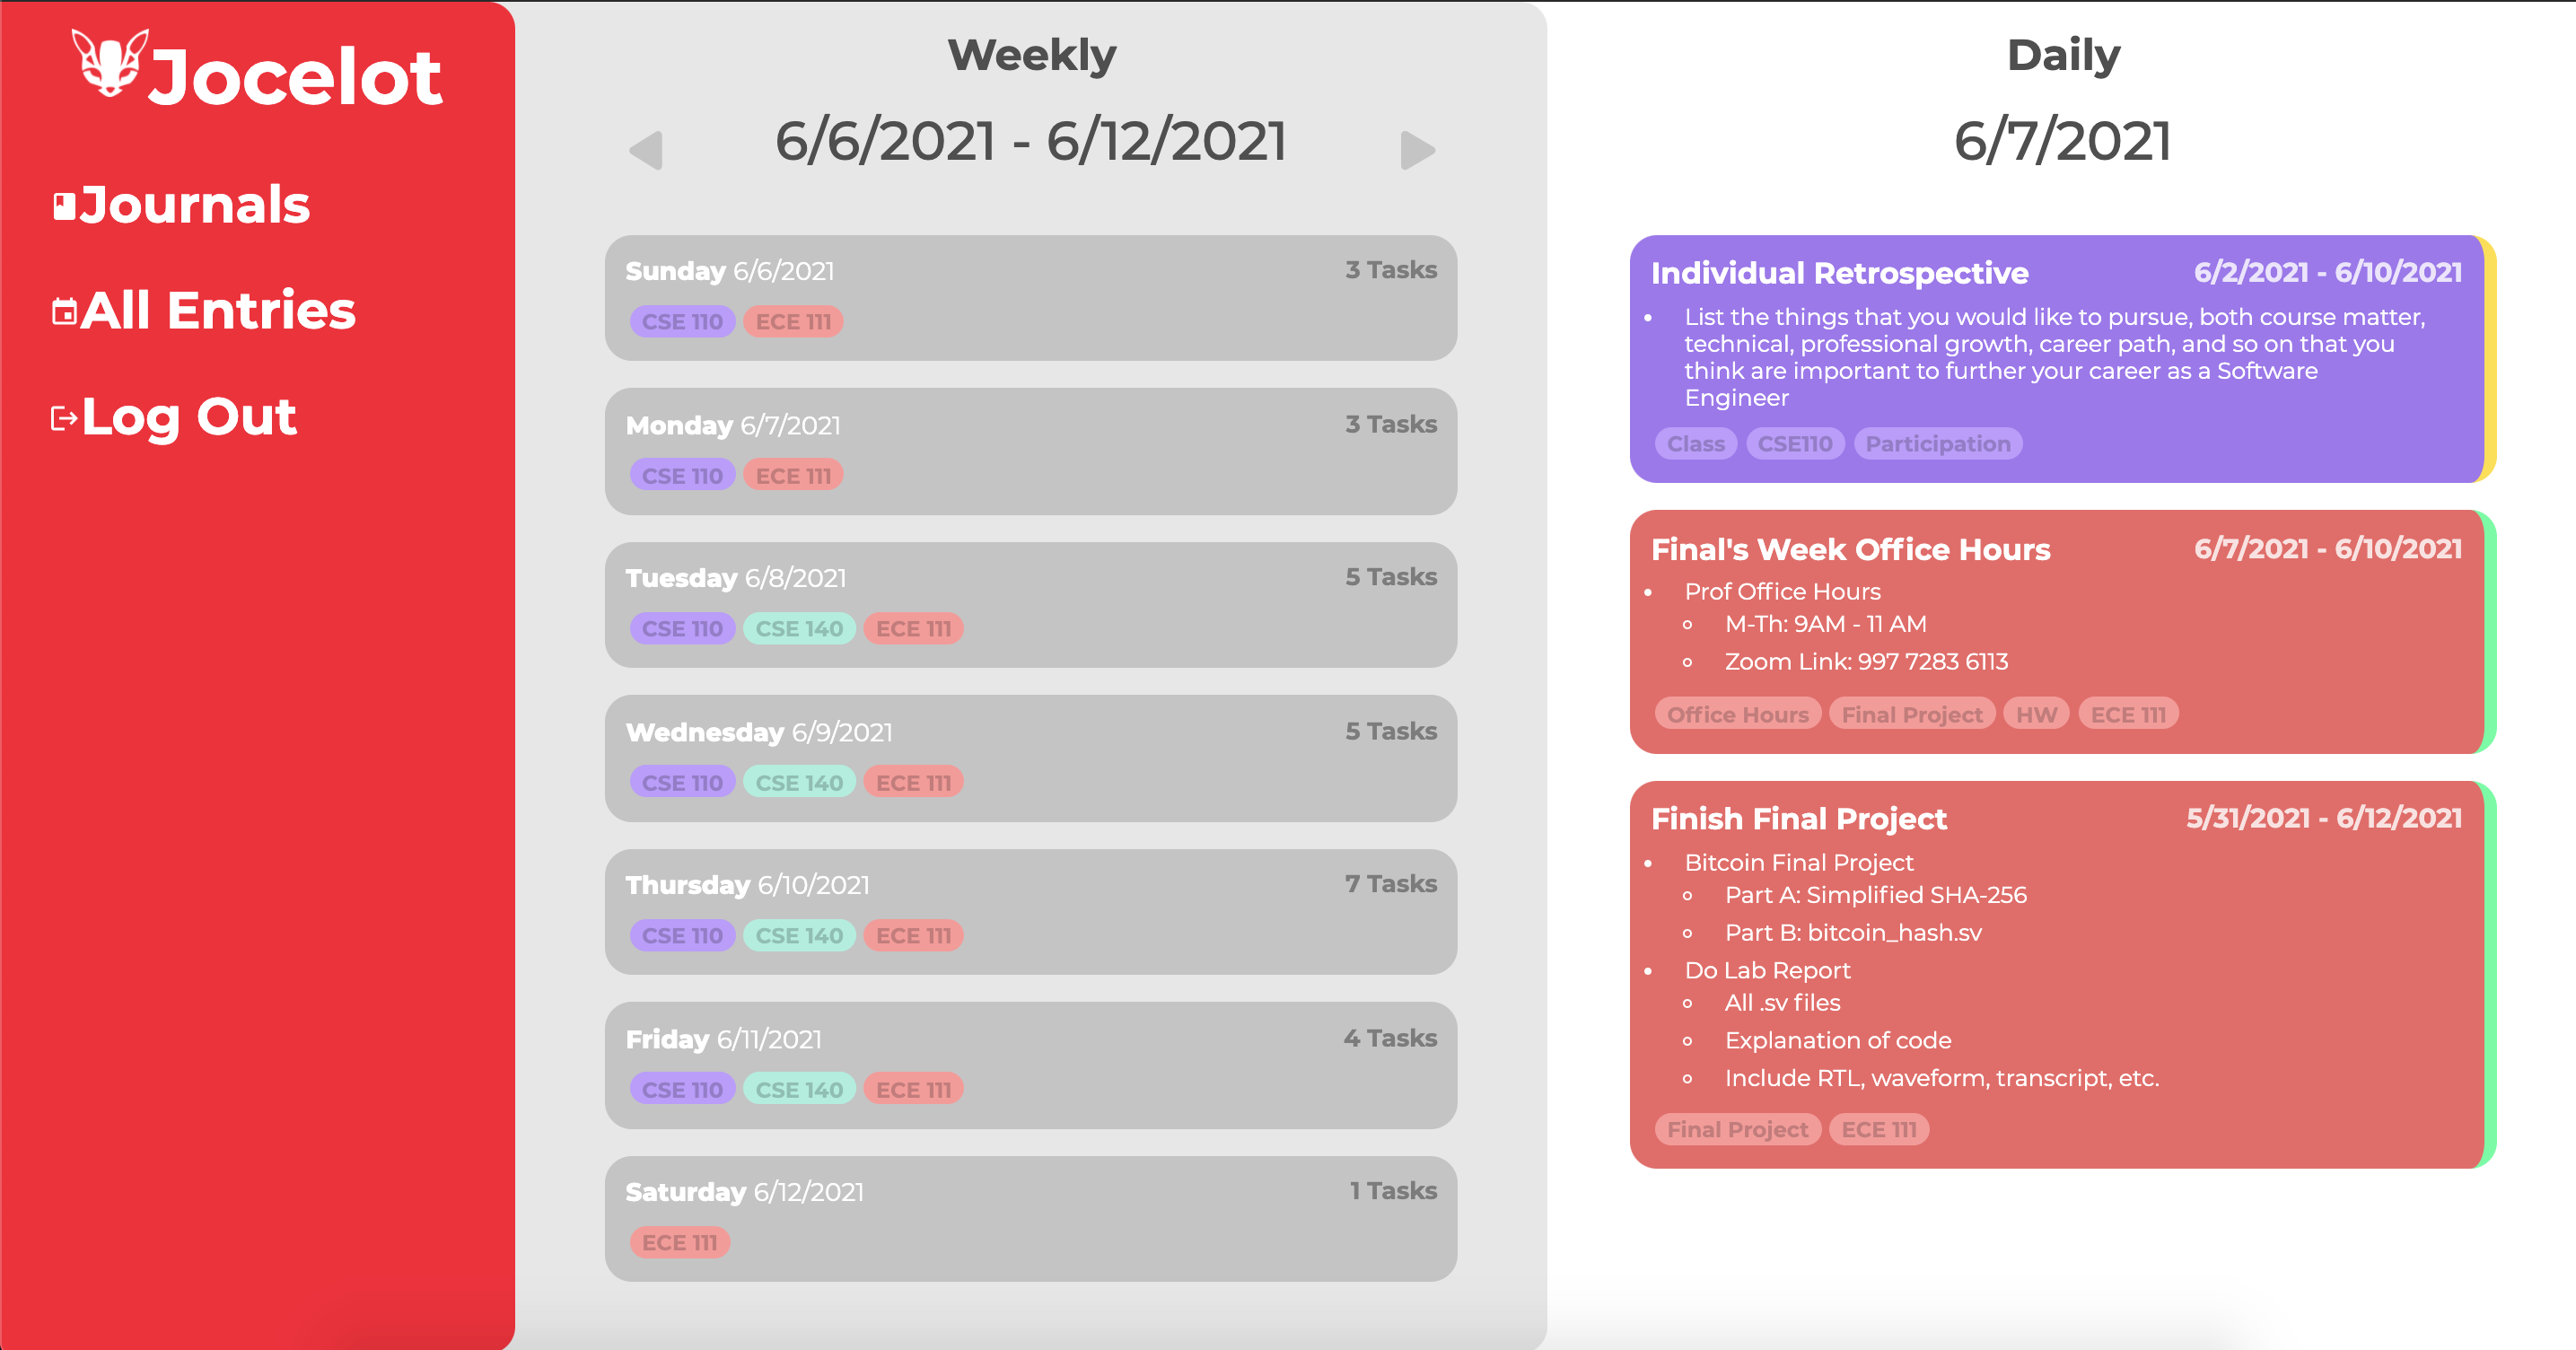 Jocelot
Journals
All Entries
Log Out
Weekly
6/6/2021 - 6/12/2021
Sunday 6/6/2021 3 Tasks
CSE 110 ECE 111
Monday 6/7/2021 3 Tasks
CSE 110 ECE 111
Tuesday 6/8/2021 5 Tasks
CSE 110 CSE 140 ECE 111
Wednesday 6/9/2021 5 Tasks
CSE 110 CSE 140 ECE 111
Thursday 6/10/2021 7 Tasks
CSE 110 CSE 140 ECE 111
Friday 6/11/2021 4 Tasks
CSE 110 CSE 140 ECE 111
Saturday 6/12/2021 1 Tasks
ECE 111
Daily
6/7/2021
Individual Retrospective 6/2/2021 - 6/10/2021
List the things that you would like to pursue, both course matter,
technical, professional growth, career path, and so on that you
think are important to further your career as a Software
Engineer
Class CSE110 Participation
Final's Week Office Hours 6/7/2021 - 6/10/2021
Prof Office Hours
M-Th: 9AM - 11 AM
Zoom Link: 997 7283 6113
Office Hours Final Project HW ECE 111
Finish Final Project 5/31/2021 - 6/12/2021
Bitcoin Final Project
Part A: Simplified SHA-256
Part B: bitcoin_hash.sv
Do Lab Report
All .sv files
Explanation of code
Include RTL, waveform, transcript, etc.
Final Project ECE 111